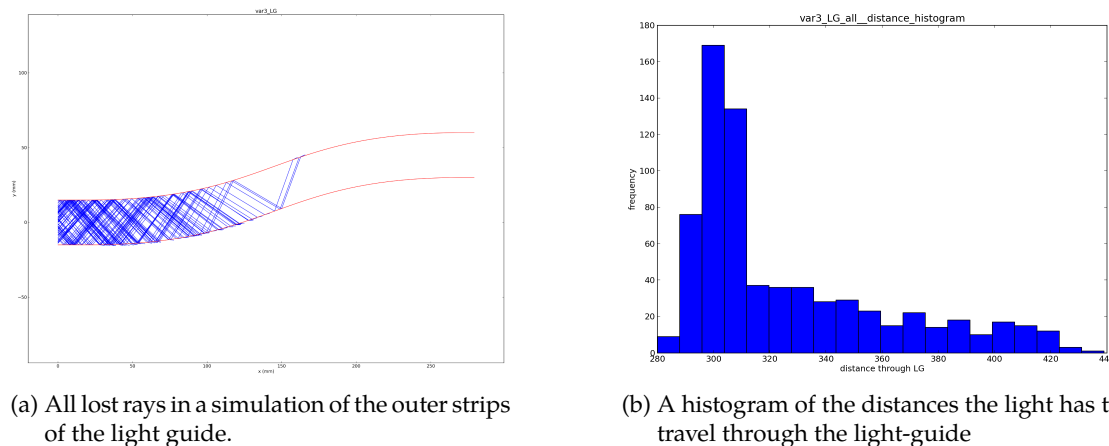 var3_LG
100
50
0
−50
y (mm)
0
50
100
150
200
250
x (mm)
(a) All lost rays in a simulation of the outer strips
of the light guide.
var3_LG_all__distance_histogram
180
160
140
120
100
80
60
40
20
0
frequency
280
300
320
340
360
380
400
420
distance through LG
(b) A histogram of the distances the light has t
travel through the light-guide